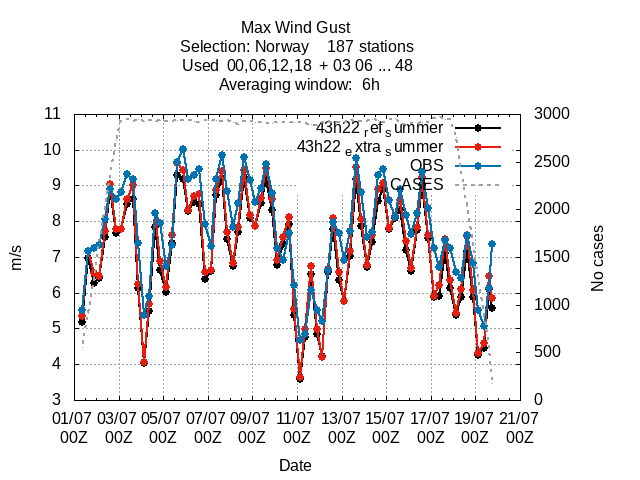 Max Wind Gust
Selection: Norway 187 stations
Used 00,06,12,18 + 03 06 ... 48
Averaging window: 6h
11 3000
43h22 ref summer
43h22 extra summer
10 2500
OBS
CASES
9
2000
8
7 1500
m/s No cases
6 1000
5
500
4
3 0
01/07 03/07 05/07 07/07 09/07 11/07 13/07 15/07 17/07 19/07 21/07
00Z 00Z 00Z 00Z 00Z 00Z 00Z 00Z 00Z 00Z 00Z
Date